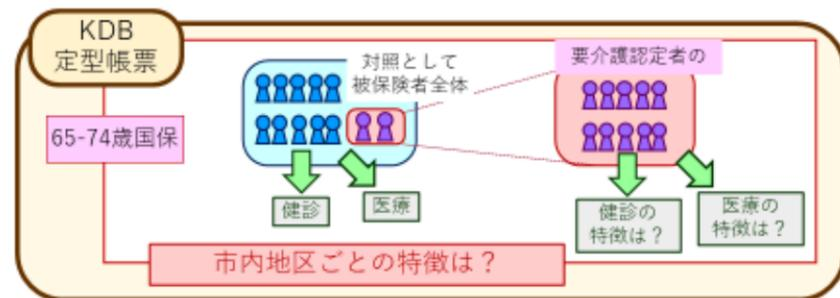 KDB
定型帳票
65-74歳国保
対照として
被保険者全体
要介護認定者の
健診
医療
健診の
特徴は？
医療の
特徴は？
市内地区ごとの特徴は？